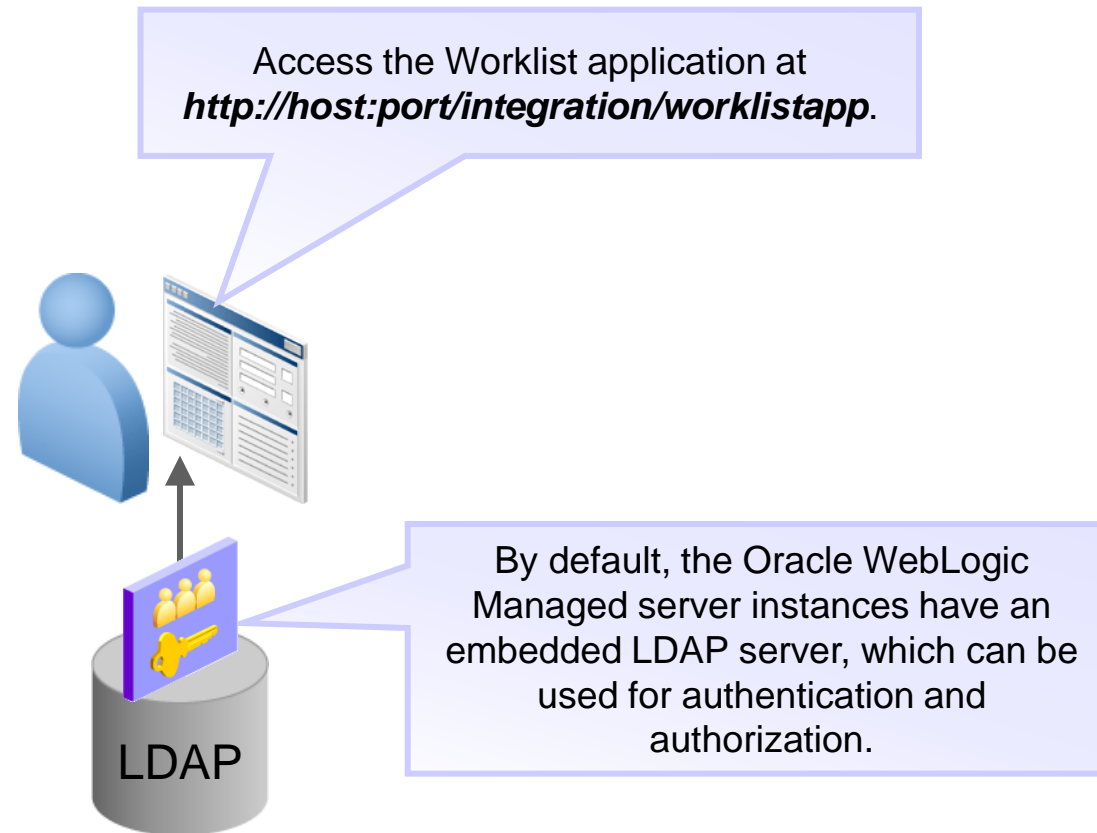 Access the Worklist application at
http://host:port/integration/worklistapp.
By default, the Oracle WebLogic
Managed server instances have an
embedded LDAP server, which can be
used for authentication and
authorization.
LDAP